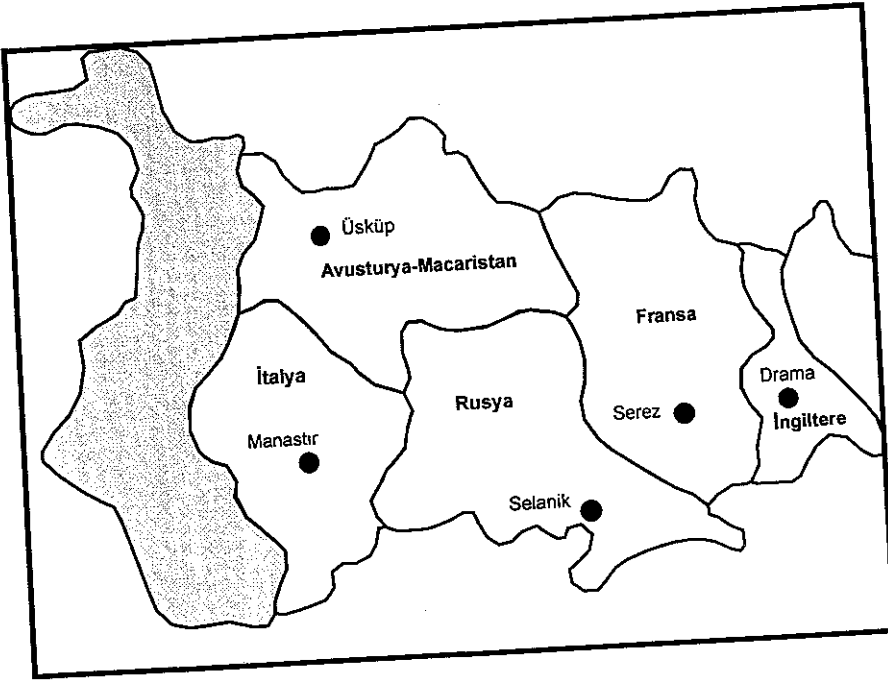 Üsküp
Avusturya-Macaristan
Fransa
İtalya
Rusya
Drama
Serez
İngiltere
Manastır
Selanik